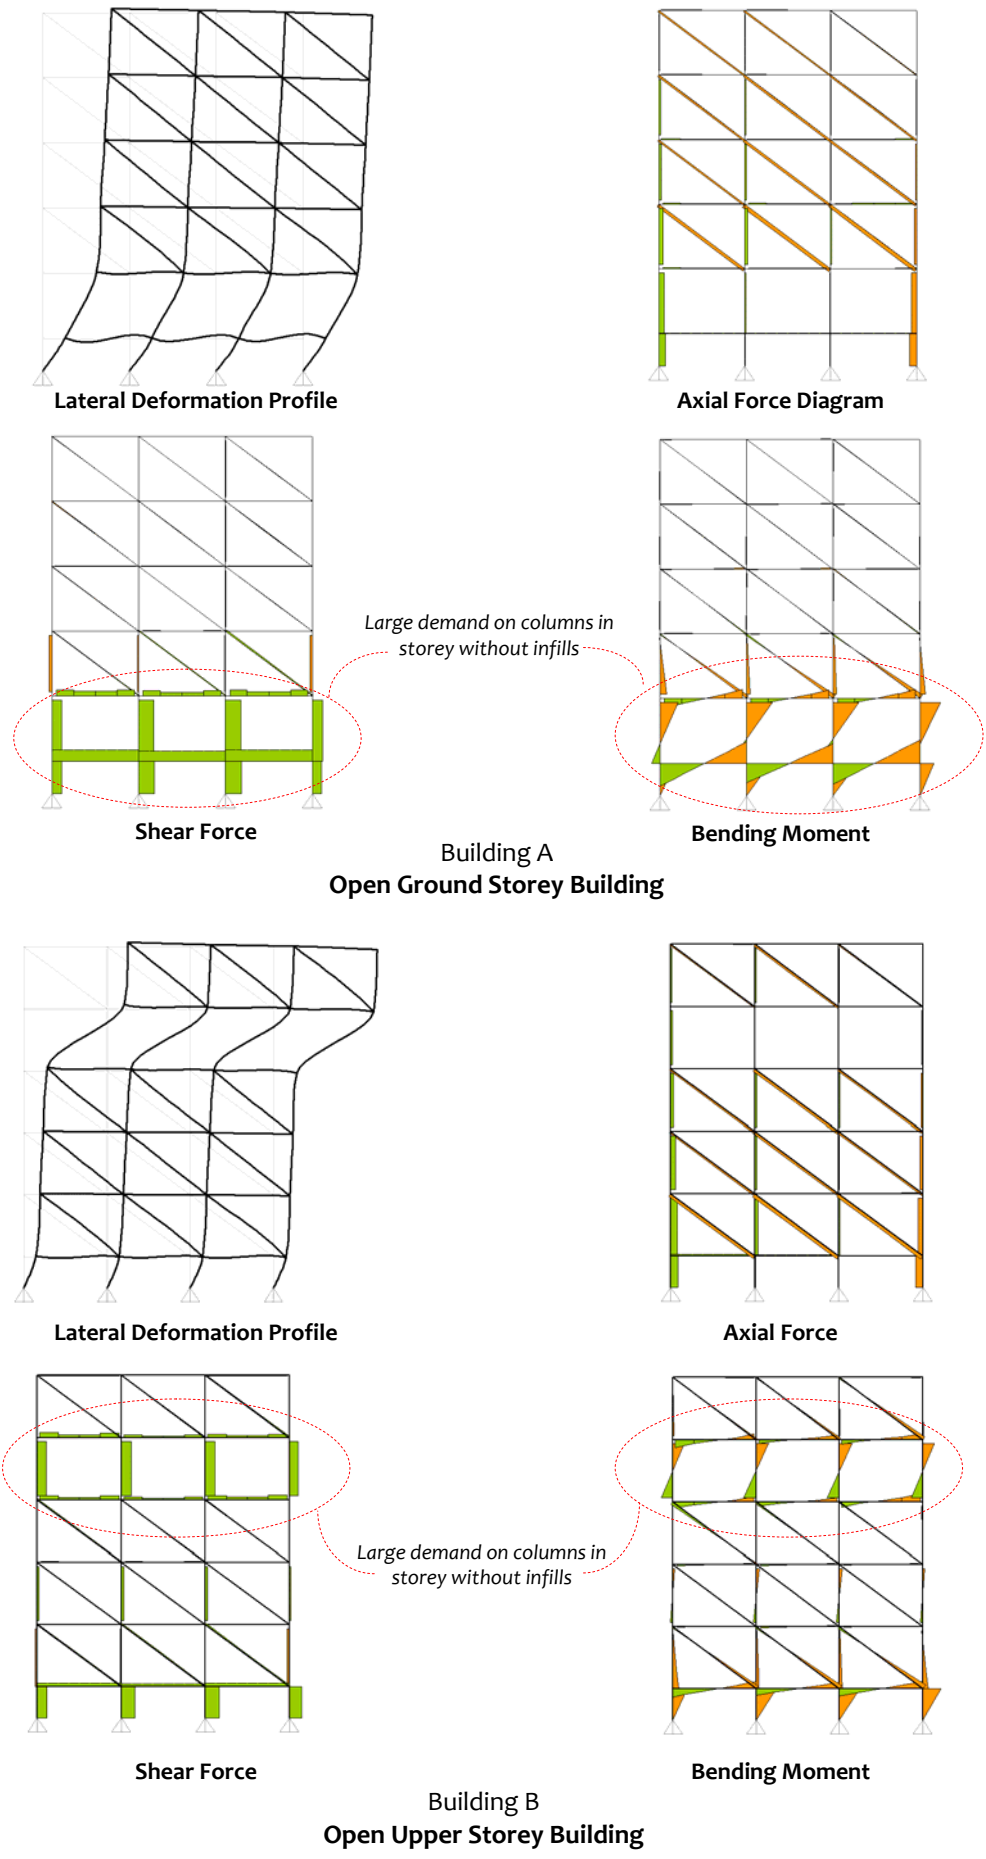 Lateral Deformation Profile
Axial Force Diagram
Large demand on columns in
storey without infills
Shear Force
Bending Moment
Building A
Open Ground Storey Building
Lateral Deformation Profile
Axial Force
Large demand on columns in
storey without infills
Shear Force
Bending Moment
Building B
Open Upper Storey Building